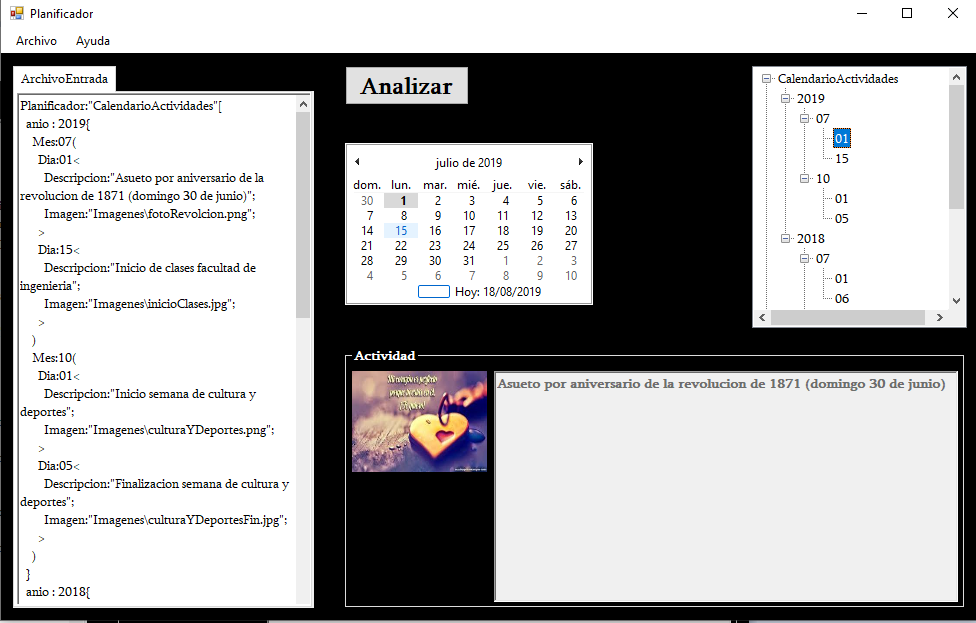 Planificador
Archivo Ayuda
ArchivoEntrada
Planificador:"CalendarioActividades"[
anio : 2019{
Mes:07(
Dia:01<
Descripcion:"Asueto por aniversario de la
revolucion de 1871 (domingo 30 de junio)";
Imagen:"Imagenes\fotoRevolcion.png";
>
Dia:15<
Descripcion:"Inicio de clases facultad de
ingenieria";
Imagen:"Imagenes\inicioClases.jpg";
>
)
Mes:10(
Dia:01<
Descripcion:"Inicio semana de cultura y
deportes";
Imagen:"Imagenes\culturaYDeportes.png";
>
Dia:05<
Descripcion:"Finalizacion semana de cultura y
deportes";
Imagen:"Imagenes\culturaYDeportesFin.jpg";
>
)
}
anio : 2018{
Analizar
julio de 2019
dom. lun. mar. mié. jue. vie. sáb.
30 1 2 3 4 5 6
7 8 9 10 11 12 13
14 15 16 17 18 19 20
21 22 23 24 25 26 27
28 29 30 31 1 2 3
4 5 6 7 8 9 10
Hoy: 18/08/2019
CalendarioActividades
2019
07
01
15
10
01
05
2018
07
01
06
Actividad
Asueto por aniversario de la revolucion de 1871 (domingo 30 de junio)